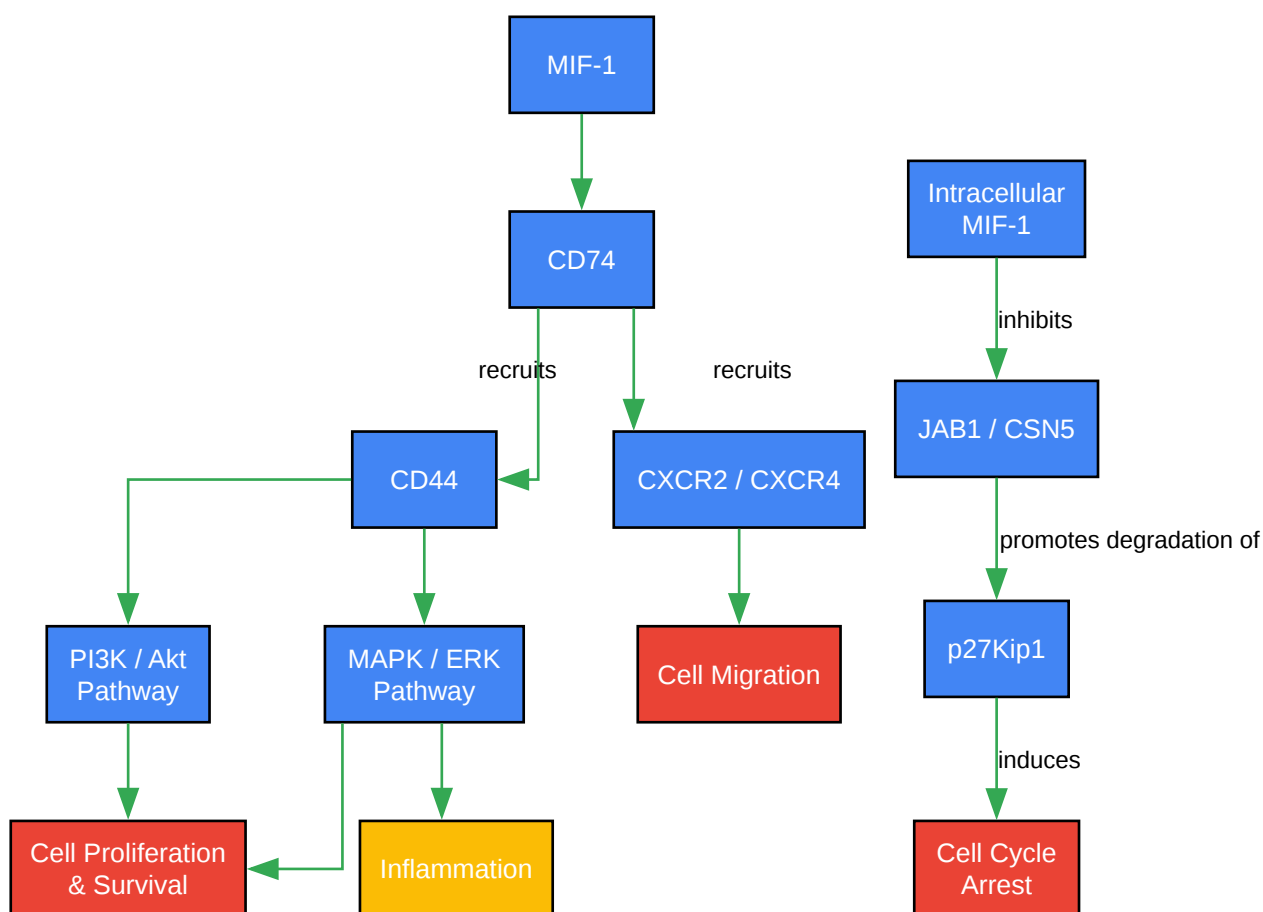 MIF-1
Intracellular
MIF-1
CD74
inhibits
recruits
recruits
JAB1 / CSN5
CD44
CXCR2 / CXCR4
promotes degradation of
PI3K / Akt
Pathway
MAPK / ERK
Pathway
Cell Migration
p27Kip1
induces
Cell Proliferation
& Survival
Inflammation
Cell Cycle
Arrest